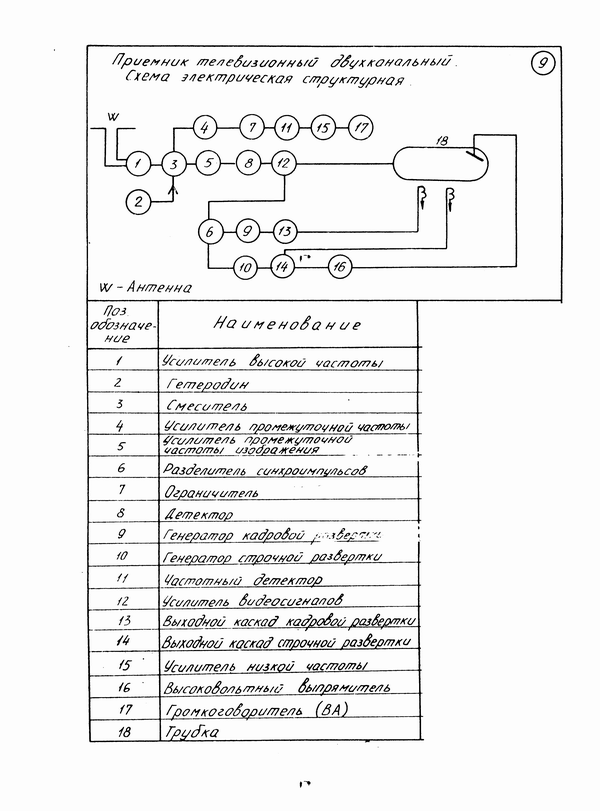 Приемник телевизионный двухкональный.
Схема электрическая структурная.
9
W
4 7 11 15 17
18
1 3 5 8 12
2
6 9 13
10 14 16
W - Антенна
Поз.
обозначе-
ние
Наименование
1 Усилитель высокой частоты
2 Гетеродин
3 Смеситель
4 Усилитель промежуточной частоты
5 Усилитель промежуточной
частоты изображения
6 Разделитель синхроимпульсов
7 Ограничитель
8 Детектор
9 Генератор кадровой развертки
10 Генератор строчной развертки
11 Частотный детектор
12 Усилитель видеосигналов
13 Выходной каскад кадровой развертки
14 Выходной каскад строчной развертки
15 Усилитель низкой частоты
16 Высоковольтный выпрямитель
17 Громкоговоритель (ВА)
18 Трубка